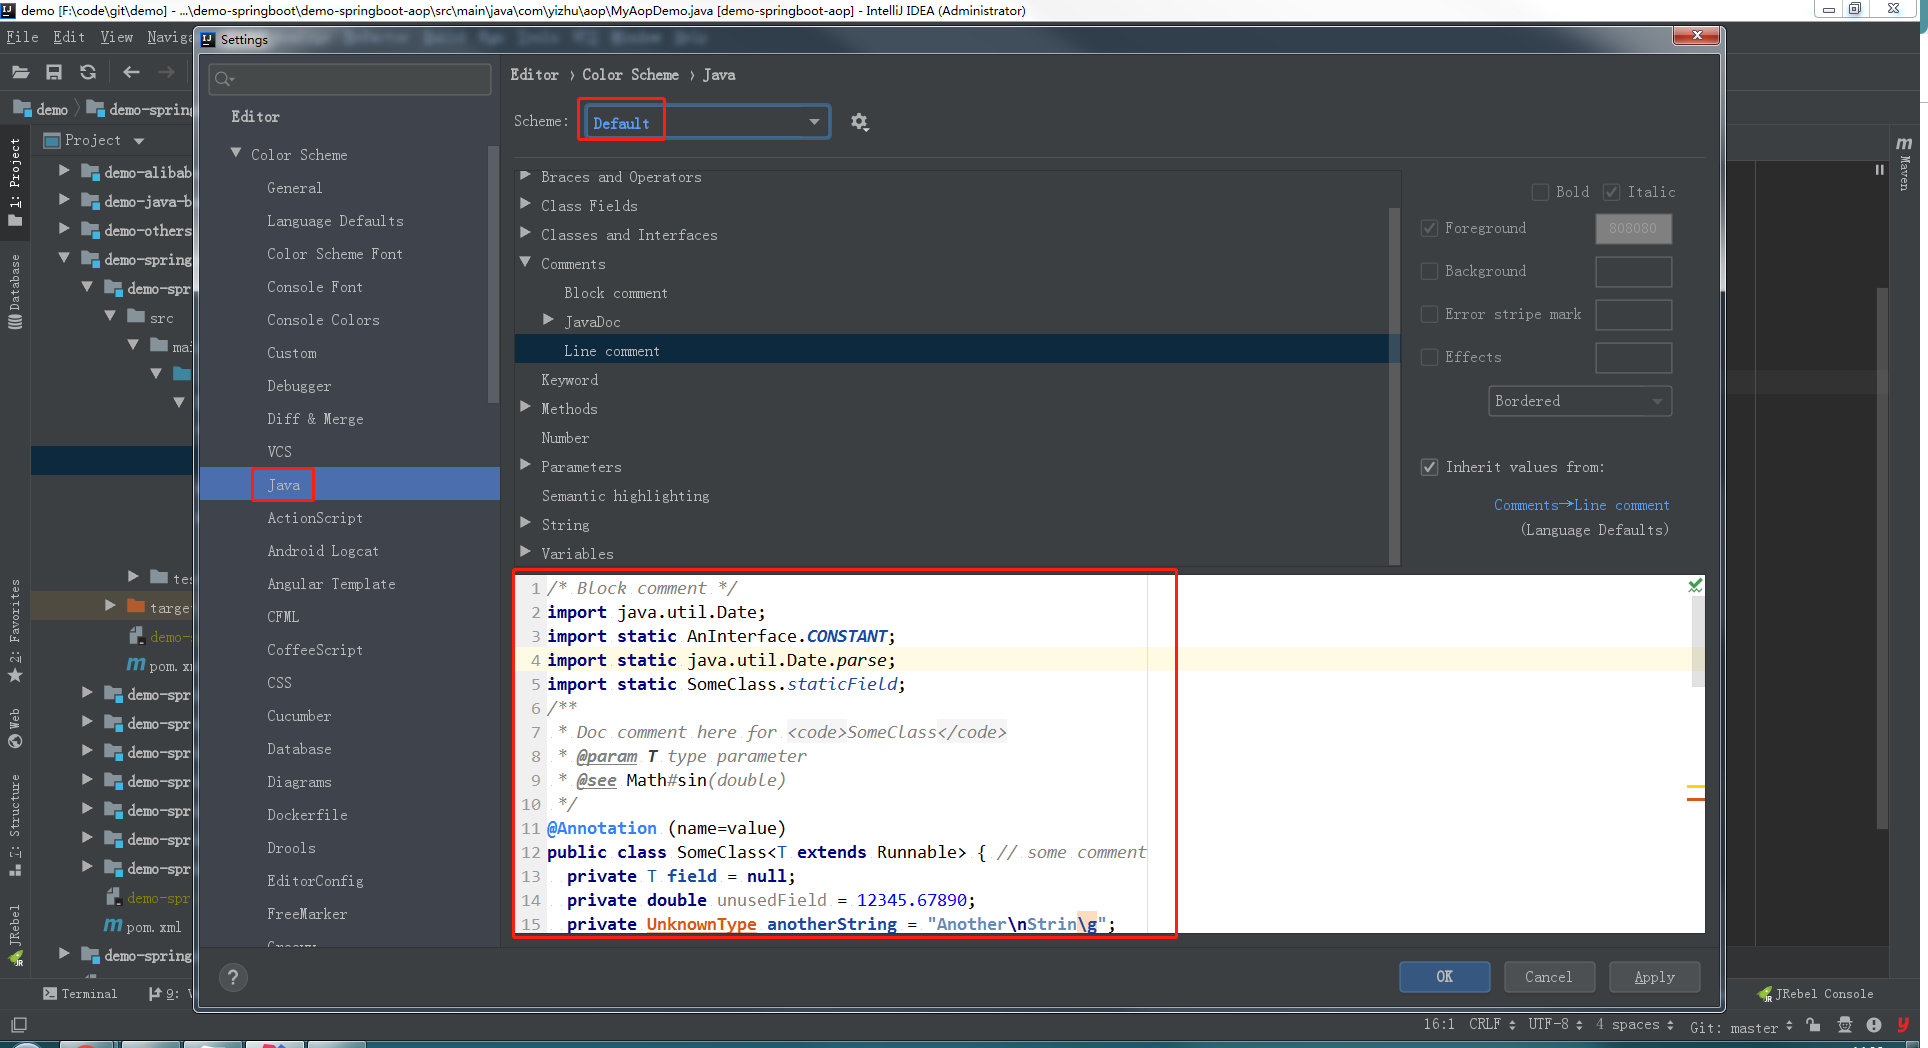 demo [F:\code\git\demo] - ...\demo-springboot\demo-springboot-aop\src\main\java\com\yizhu\aop\MyAopDemo.java [demo-springboot-aop] - IntelliJ IDEA (Administrator)
File Edit View Naviga
Settings
demo
demo-spring
Project
1: Project
Database
2: Favorites
Web
7: Structure
JRebel
demo-alibab
demo-java-b
demo-others
demo-spring
demo-spr
src
mai
tes
targe
demo-s
pom.xm
demo-spr
demo-spr
demo-spr
demo-spr
demo-spr
demo-spr
demo-spr
demo-spr
pom.xml
demo-spring
Editor
Color Scheme
General
Language Defaults
Color Scheme Font
Console Font
Console Colors
Custom
Debugger
Diff & Merge
VCS
Java
ActionScript
Android Logcat
Angular Template
CFML
CoffeeScript
CSS
Cucumber
Database
Diagrams
Dockerfile
Drools
EditorConfig
FreeMarker
Groovy
Editor › Color Scheme › Java
Scheme: Default
Braces and Operators
Class Fields
Classes and Interfaces
Comments
Block comment
JavaDoc
Line comment
Keyword
Methods
Number
Parameters
Semantic highlighting
String
Variables
Bold Italic
Foreground 808080
Background
Error stripe mark
Effects
Bordered
Inherit values from:
Comments→Line comment
(Language Defaults)
1 /* Block comment */
2 import java.util.Date;
3 import static AnInterface.CONSTANT;
4 import static java.util.Date.parse;
5 import static SomeClass.staticField;
6 /**
7 * Doc comment here for <code>SomeClass</code>
8 * @param T type parameter
9 * @see Math#sin(double)
10 */
11 @Annotation (name=value)
12 public class SomeClass<T extends Runnable> { // some comment
13 private T field = null;
14 private double unusedField = 12345.67890;
15 private UnknownType anotherString = "Another\nStrin\g";
? OK Cancel Apply
m Maven
Terminal 9: V
JRebel Console
16:1 CRLF UTF-8 4 spaces Git: master